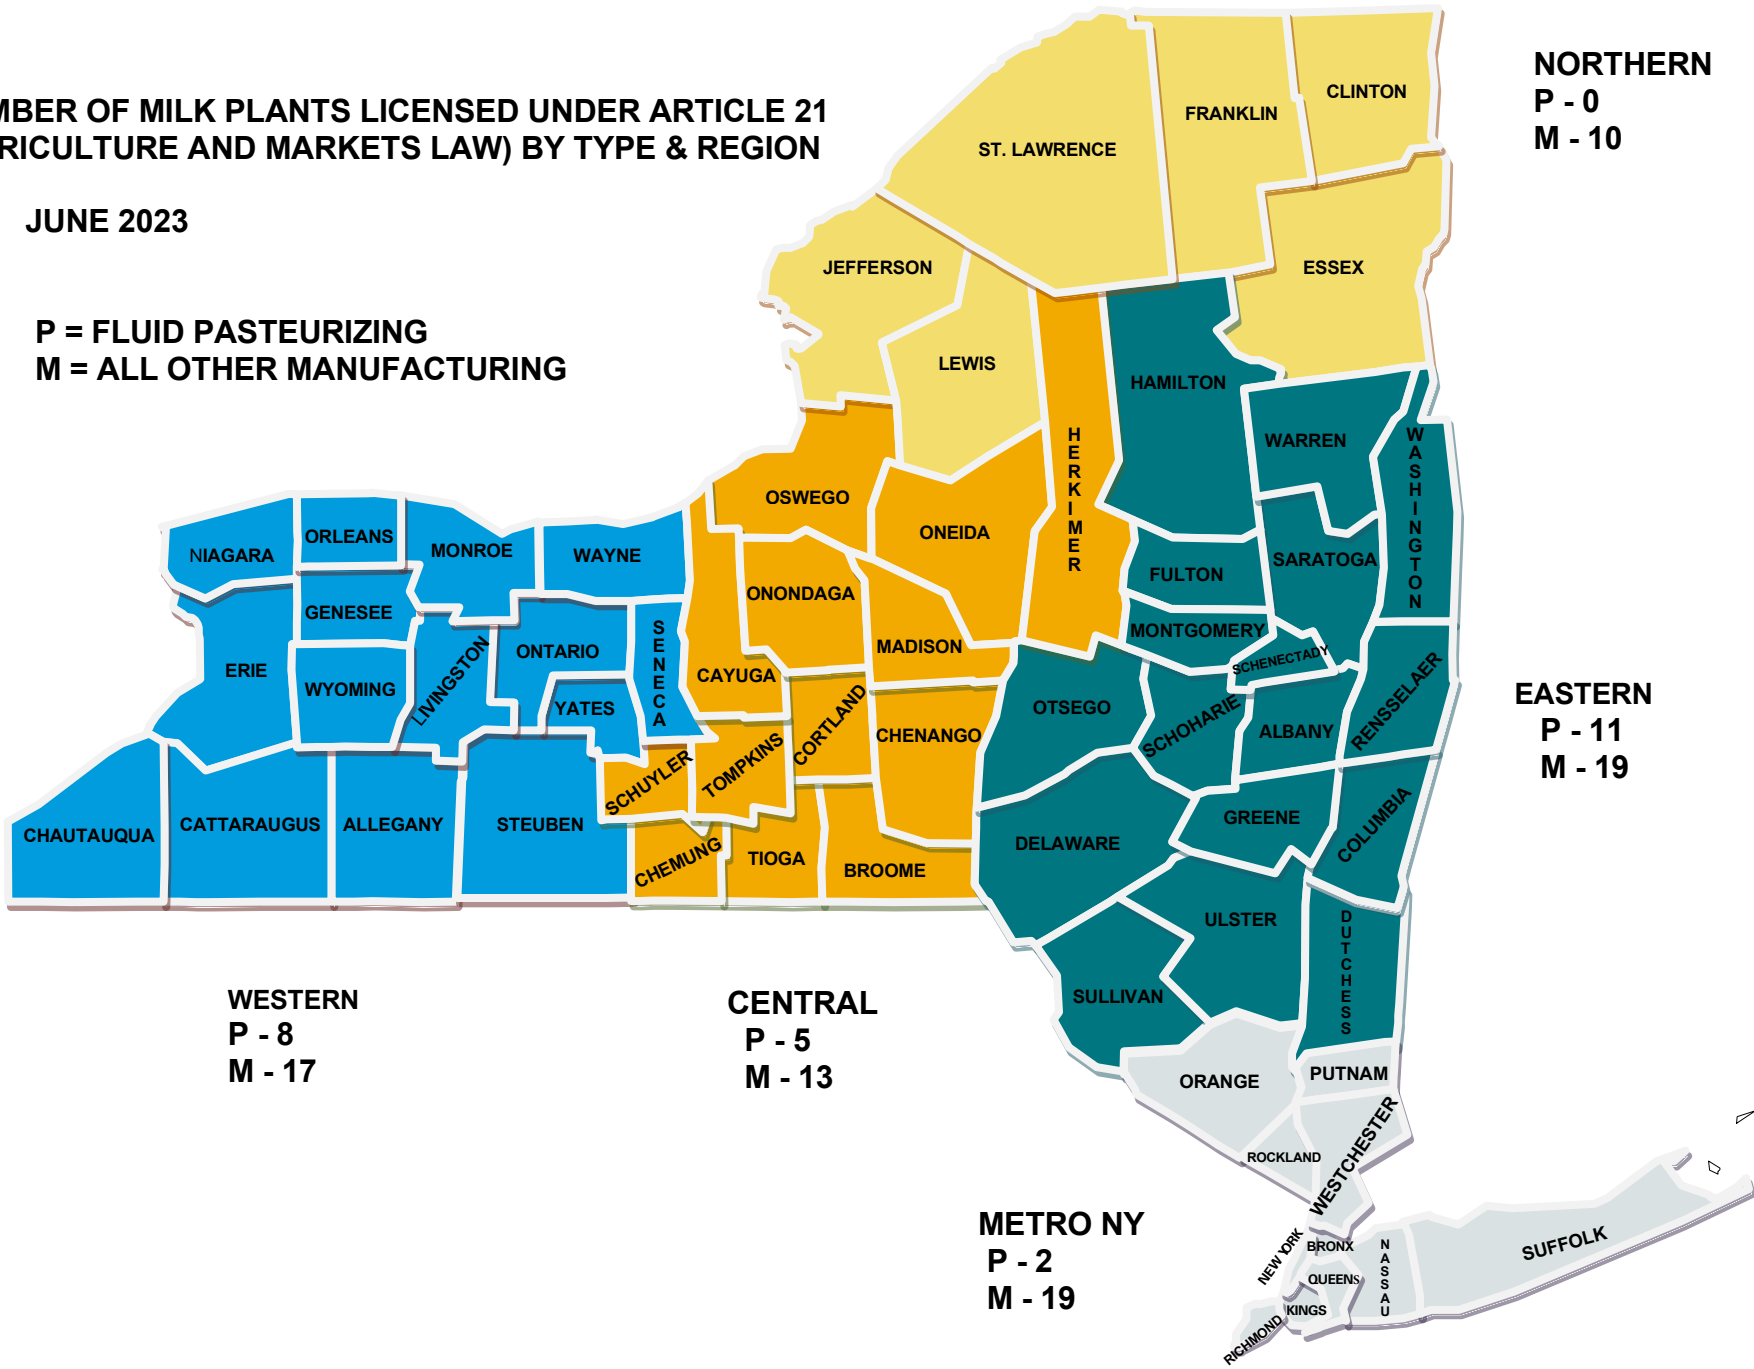 MBER OF MILK PLANTS LICENSED UNDER ARTICLE 21
RICULTURE AND MARKETS LAW) BY TYPE & REGION
JUNE 2023
P = FLUID PASTEURIZING
M = ALL OTHER MANUFACTURING
NORTHERN
P - 0
M - 10
CLINTON
FRANKLIN
ST. LAWRENCE
ESSEX
JEFFERSON
LEWIS
HAMILTON
HERKIMER
WARREN
WASHINGTON
OSWEGO
ONEIDA
SARATOGA
FULTON
MONTGOMERY
SCHENECTADY
NIAGARA
ORLEANS
MONROE
WAYNE
GENESEE
ONONDAGA
MADISON
ERIE
WYOMING
LIVINGSTON
ONTARIO
SENECA
YATES
CAYUGA
CORTLAND
CHENANGO
OTSEGO
SCHOHARIE
ALBANY
RENSSELAER
EASTERN
P - 11
M - 19
SCHUYLER
TOMPKINS
CHAUTAUQUA
CATTARAUGUS
ALLEGANY
STEUBEN
CHEMUNG
TIOGA
BROOME
DELAWARE
GREENE
COLUMBIA
ULSTER
DUTCHESS
SULLIVAN
WESTERN
P - 8
M - 17
CENTRAL
P - 5
M - 13
ORANGE
PUTNAM
ROCKLAND
WESTCHESTER
METRO NY
P - 2
M - 19
NEW YORK
BRONX
QUEENS
KINGS
RICHMOND
NASSAU
SUFFOLK